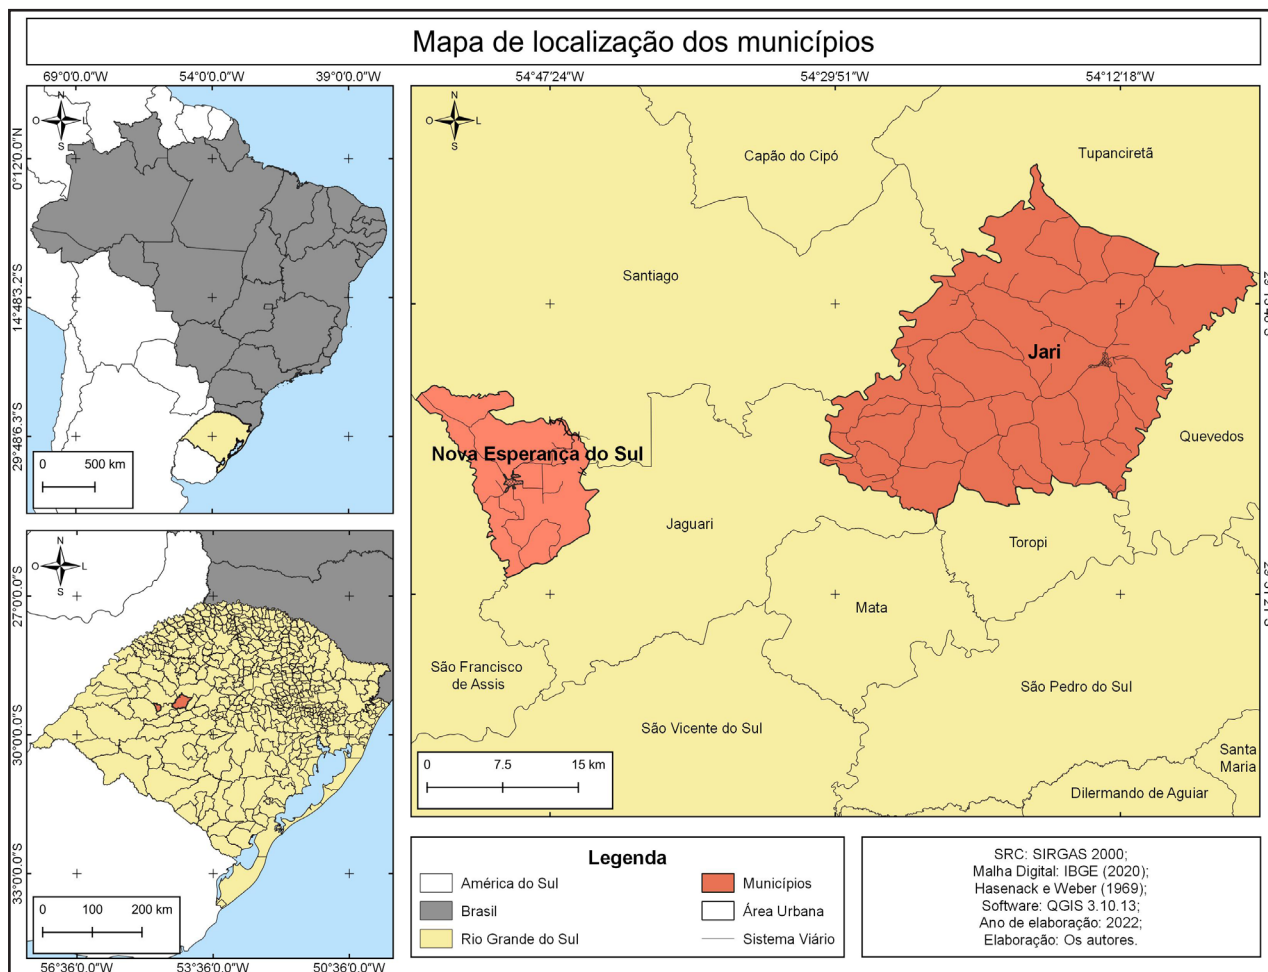 Mapa de localização dos municípios
69°0'0.0"W
54°0'0.0"W
39°0'0.0"W
54°47'24"W
54°29'51"W
54°12'18"W
N
O
L
S
0°12'0.0"N
14°48'3.2"S
29°48'9.3"S
0
500 km
N
O
L
S
27°0'0.0"S
30°0'0.0"S
33°0'0.0"S
0
100
200 km
56°36'0.0"W
53°36'0.0"W
50°36'0.0"W
N
O
L
S
Capão do Cipó
Tupanciretã
Santiago
Jari
Quevedos
Nova Esperança do Sul
Jaguari
Toropi
Mata
São Francisco
de Assis
São Pedro do Sul
São Vicente do Sul
Santa
Maria
Dilermando de Aguiar
0
7.5
15 km
Legenda
América do Sul
Brasil
Rio Grande do Sul
Municípios
Área Urbana
Sistema Viário
SRC: SIRGAS 2000;
Malha Digital: IBGE (2020);
Hasenack e Weber (1969);
Software: QGIS 3.10.13;
Ano de elaboração: 2022;
Elaboração: Os autores.